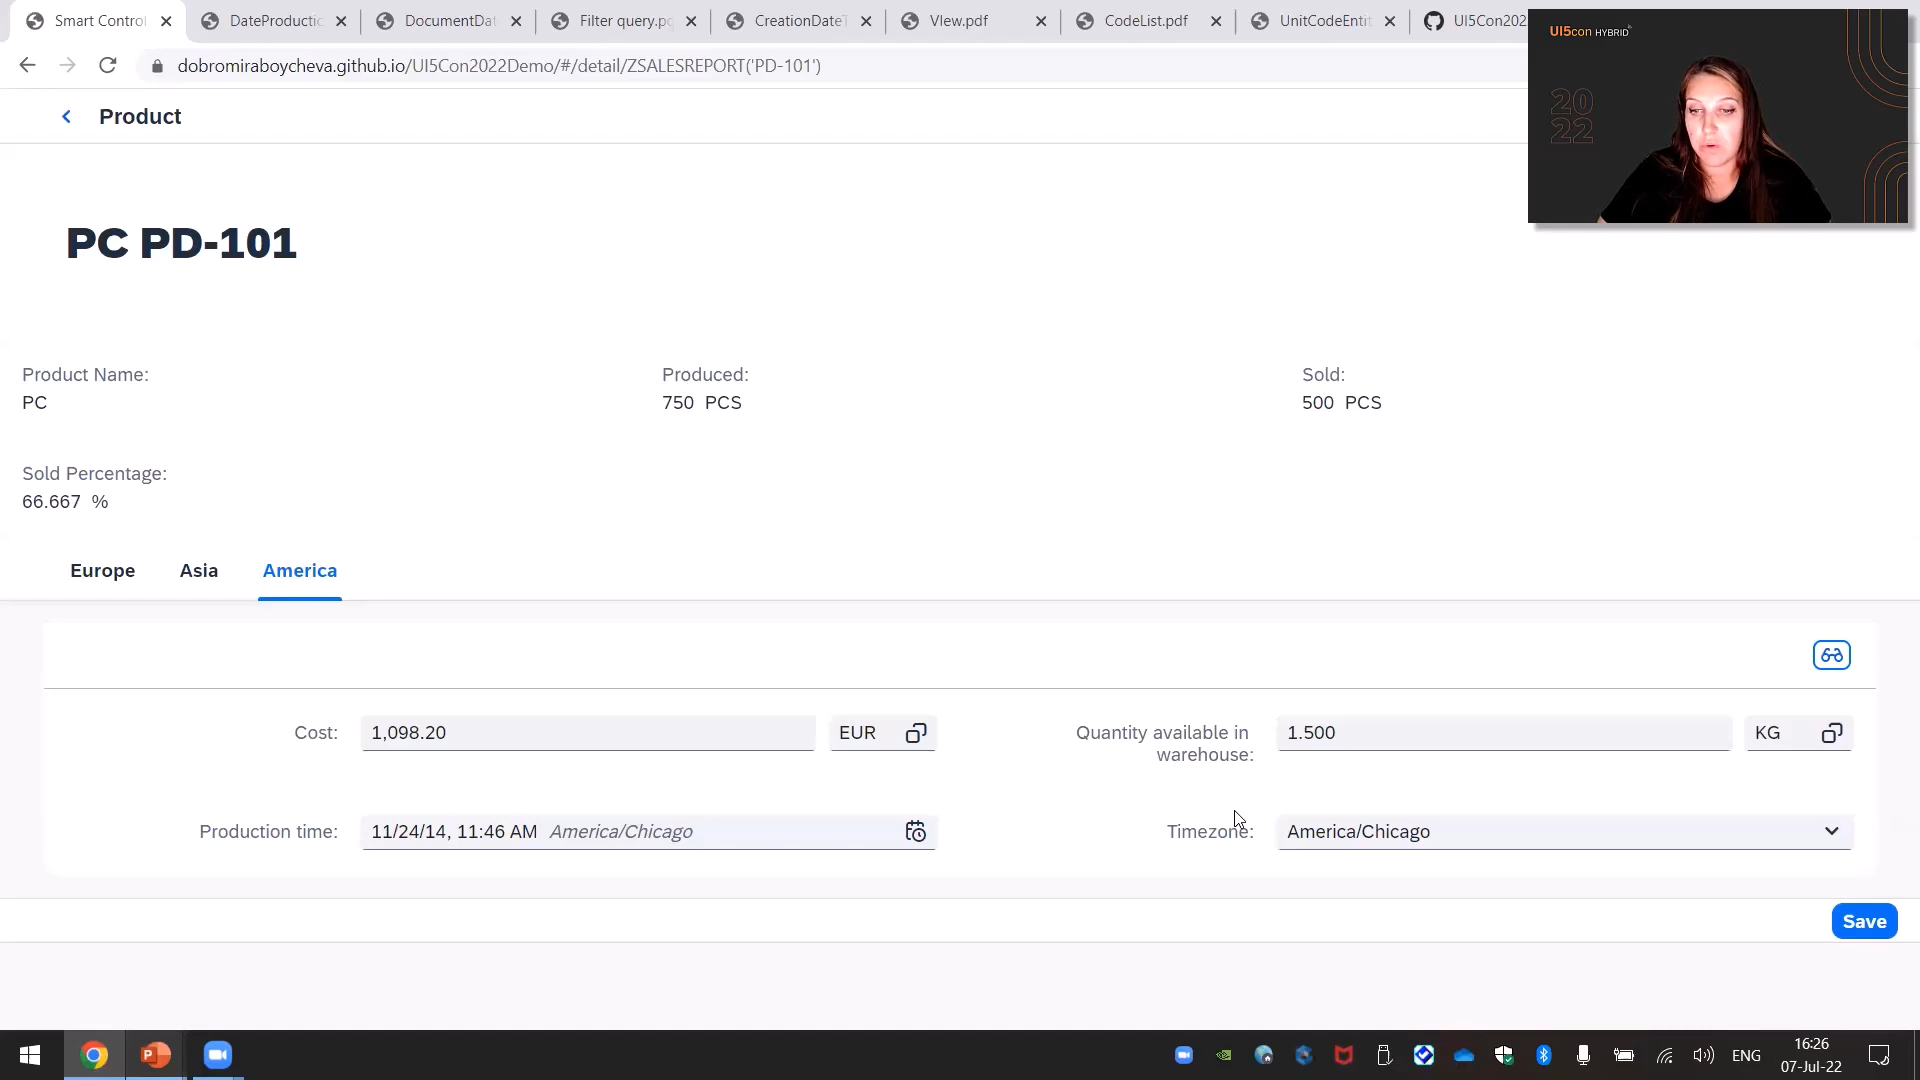 Smart Control
DateProductic
DocumentDat
Filter query.pd
CreationDateT
VIew.pdf
CodeList.pdf
UnitCodeEntit
UI5Con202
dobromiraboycheva.github.io/UI5Con2022Demo/#/detail/ZSALESREPORT('PD-101')
UI5con HYBRID
20
22
Product
PC PD-101
Product Name:
PC
Produced:
750 PCS
Sold:
500 PCS
Sold Percentage:
66.667 %
Europe
Asia
America
Cost:
1,098.20
EUR
Quantity available in
warehouse:
1.500
KG
Production time:
11/24/14, 11:46 AM America/Chicago
Timezone:
America/Chicago
Save
ENG
16:26
07-Jul-22